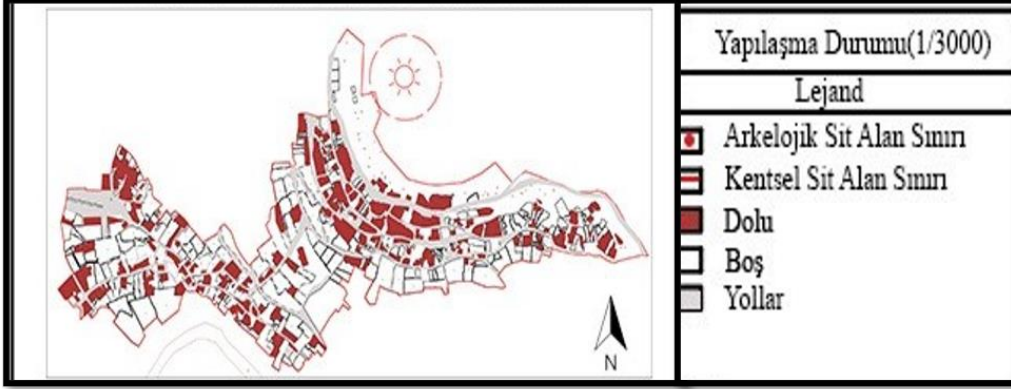 Yapılaşma Durumu(1/3000)
Lejand
Arkelojik Sit Alan Sınırı
Kentsel Sit Alan Sınırı
Dolu
Boş
Yollar
N